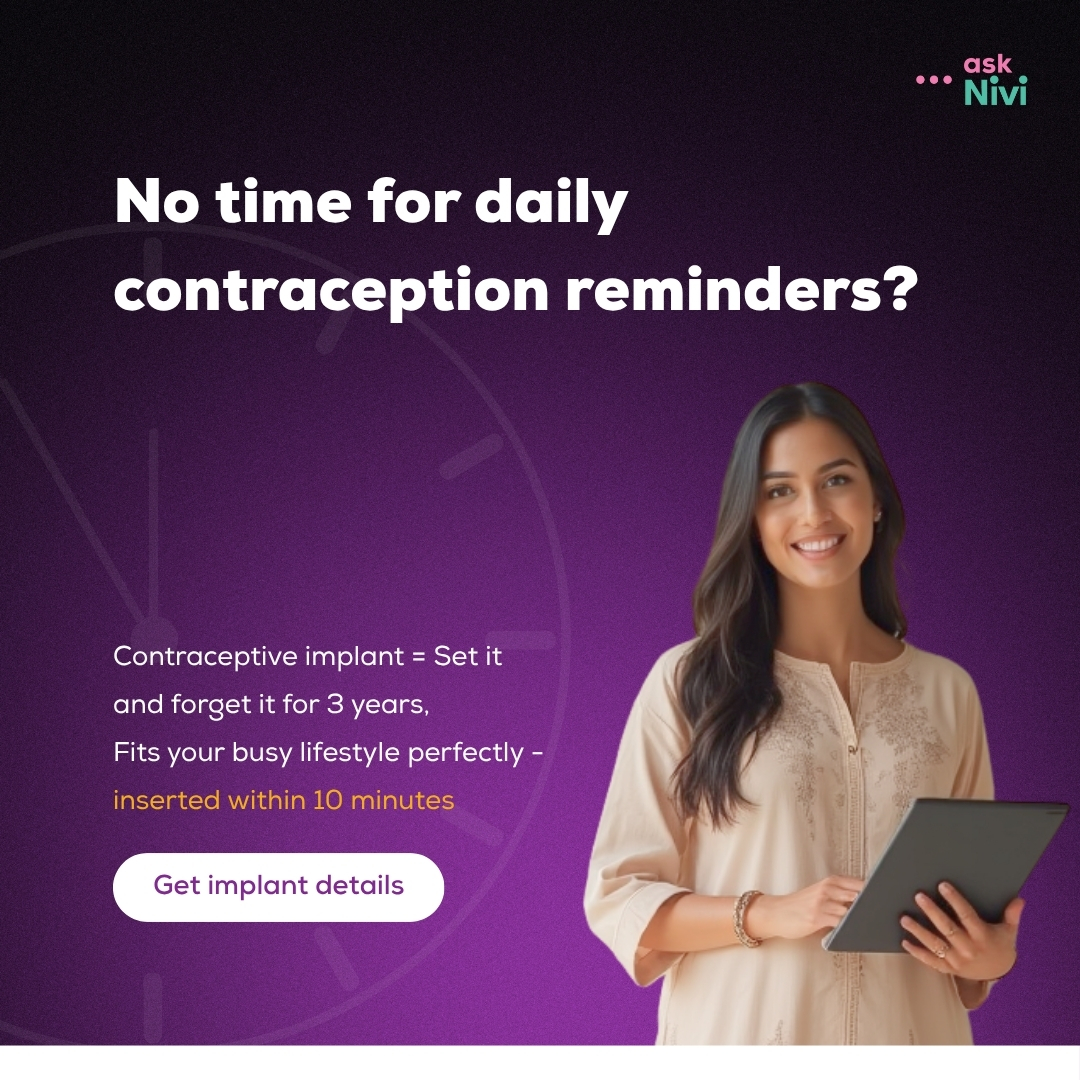 ask
Nivi
No time for daily
contraception reminders?
Contraceptive implant = Set it
and forget it for 3 years,
Fits your busy lifestyle perfectly -
inserted within 10 minutes
Get implant details